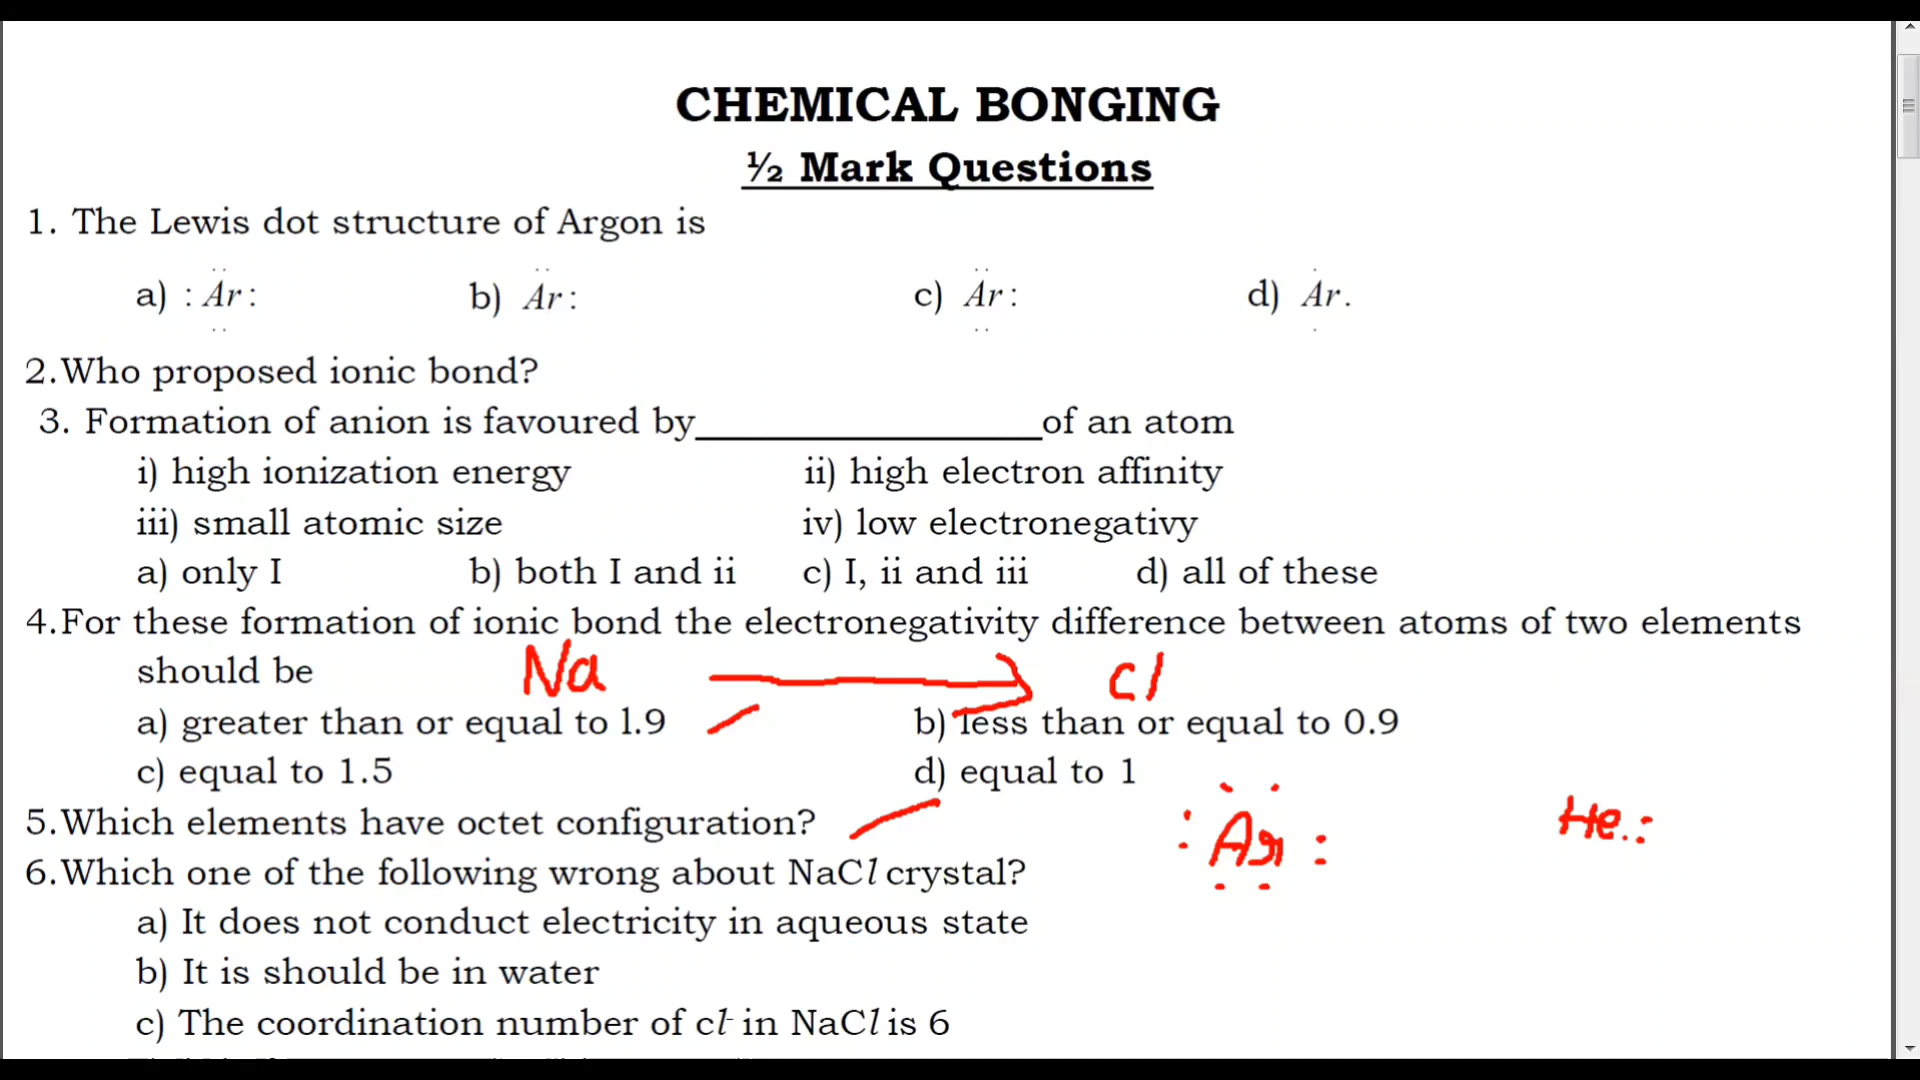 CHEMICAL BONGING
½ Mark Questions
1. The Lewis dot structure of Argon is
a) : Ar : b) Ar : c) Ar : d) Ar .
2.Who proposed ionic bond?
3. Formation of anion is favoured by_________________of an atom
i) high ionization energy ii) high electron affinity
iii) small atomic size iv) low electronegativy
a) only I b) both I and ii c) I, ii and iii d) all of these
4.For these formation of ionic bond the electronegativity difference between atoms of two elements
should be Na → Cl
a) greater than or equal to l.9 b) less than or equal to 0.9
c) equal to 1.5 d) equal to 1
5.Which elements have octet configuration? : Ar : He.:
6.Which one of the following wrong about NaCl crystal?
a) It does not conduct electricity in aqueous state
b) It is should be in water
c) The coordination number of cl- in NaCl is 6